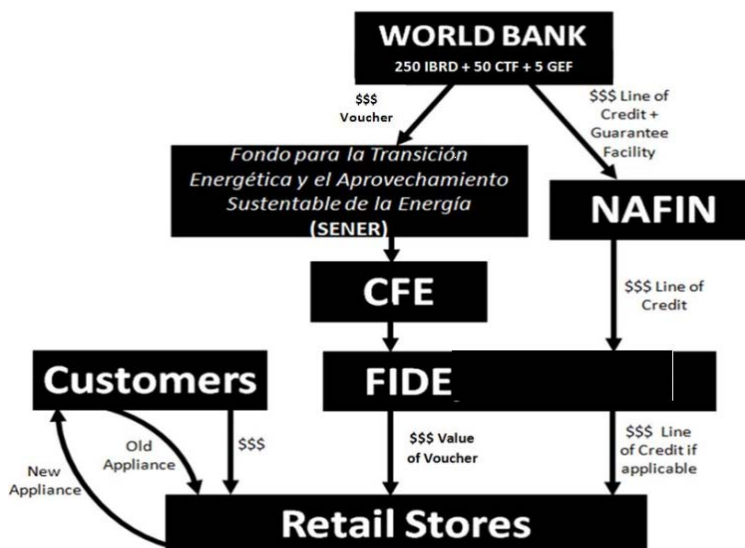 WORLD BANK
250 IBRD + 50 CTF + 5 GEF
$$$
Voucher
$$$ Line of
Credit +
Guarantee
Facility
Fondo para la Transición
Energética y el Aprovechamiento
Sustentable de la Energía
(SENER)
NAFIN
CFE
$$$ Line of
Credit
Customers
FIDE
Old
Appliance
$$$
$$$ Value
of Voucher
$$$ Line
of Credit if
applicable
New
Appliance
Retail Stores